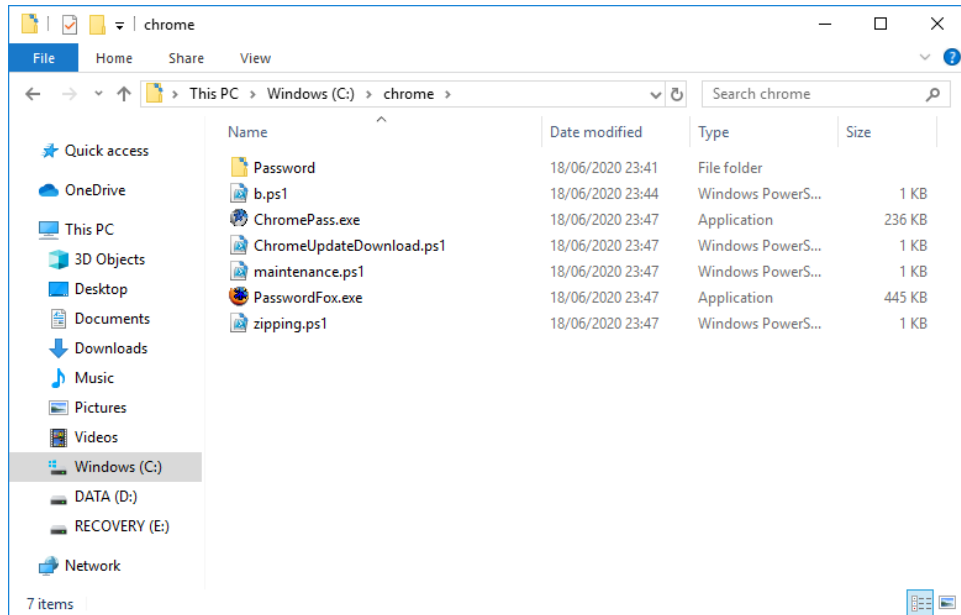 chrome
File Home Share View
This PC > Windows (C:) > chrome > Search chrome
Name Date modified Type Size
Quick access
OneDrive
This PC
3D Objects
Desktop
Documents
Downloads
Music
Pictures
Videos
Windows (C:)
DATA (D:)
RECOVERY (E:)
Network
Password 18/06/2020 23:41 File folder
b.ps1 18/06/2020 23:44 Windows PowerS... 1 KB
ChromePass.exe 18/06/2020 23:47 Application 236 KB
ChromeUpdateDownload.ps1 18/06/2020 23:47 Windows PowerS... 1 KB
maintenance.ps1 18/06/2020 23:47 Windows PowerS... 1 KB
PasswordFox.exe 18/06/2020 23:47 Application 445 KB
zipping.ps1 18/06/2020 23:47 Windows PowerS... 1 KB
7 items